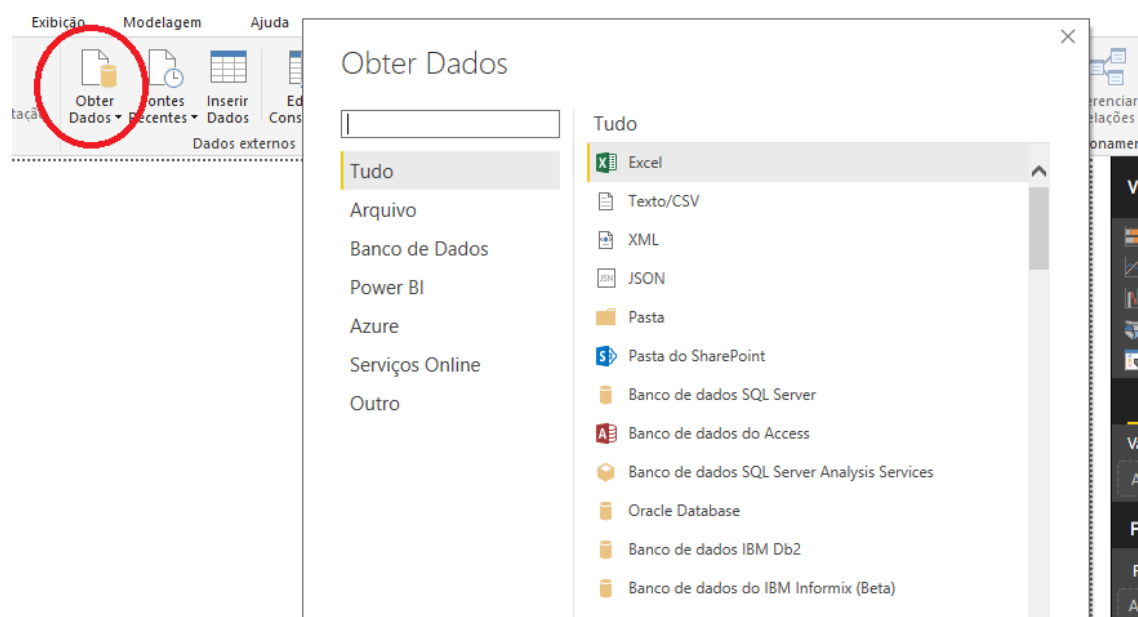 Exibição Modelagem Ajuda
Obter Dados
Fontes Recentes
Inserir Dados
Dados externos
Obter Dados
Tudo
Arquivo
Banco de Dados
Power BI
Azure
Serviços Online
Outro
Tudo
Excel
Texto/CSV
XML
JSN JSON
Pasta
Pasta do SharePoint
Banco de dados SQL Server
Banco de dados do Access
Banco de dados SQL Server Analysis Services
Oracle Database
Banco de dados IBM Db2
Banco de dados do IBM Informix (Beta)